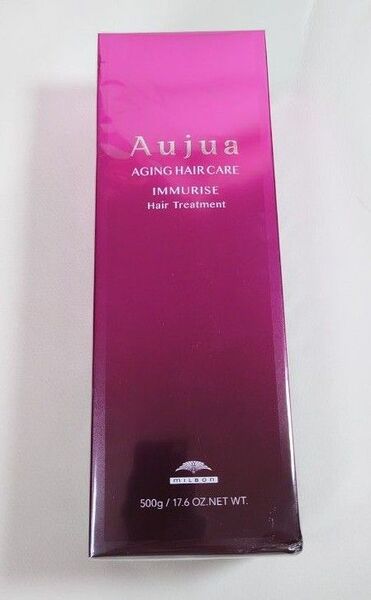 Aujua
AGING HAIR CARE
IMMURISE
Hair Treatment
MILBON
500g / 17.6 OZ.NET WT.